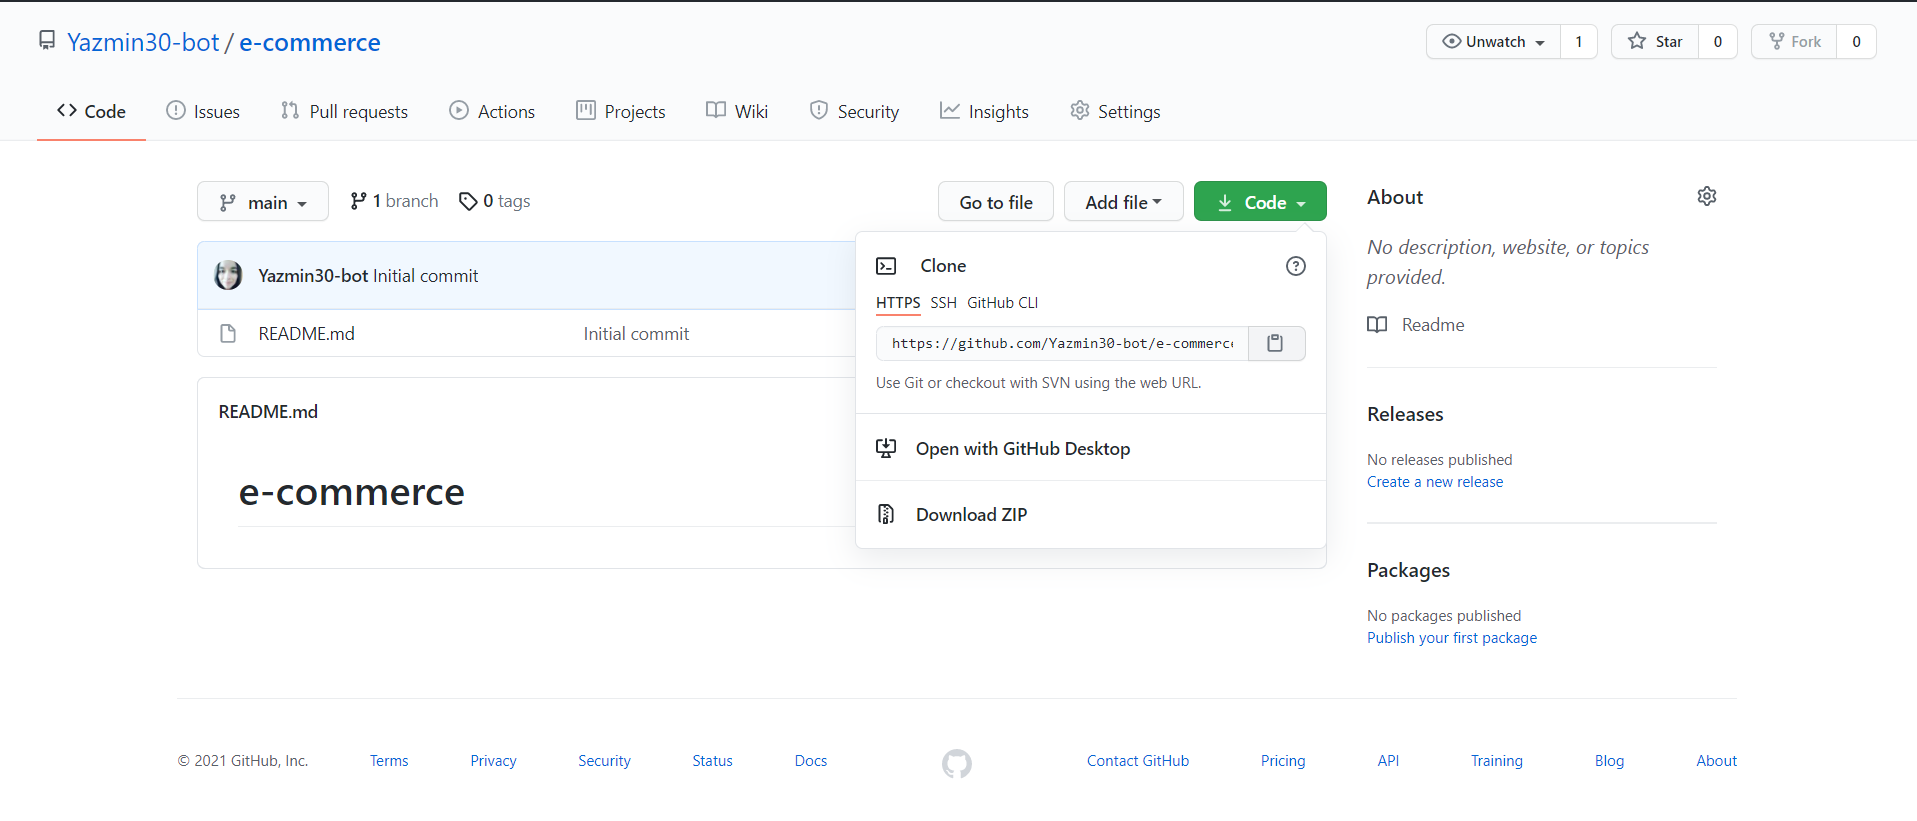 Yazmin30-bot / e-commerce
Unwatch 1 Star 0 Fork 0
Code Issues Pull requests Actions Projects Wiki Security Insights Settings
main 1 branch 0 tags Go to file Add file Code
Yazmin30-bot Initial commit
README.md Initial commit
README.md
e-commerce
Clone
HTTPS SSH GitHub CLI
https://github.com/Yazmin30-bot/e-commerce
Use Git or checkout with SVN using the web URL.
Open with GitHub Desktop
Download ZIP
About
No description, website, or topics
provided.
Readme
Releases
No releases published
Create a new release
Packages
No packages published
Publish your first package
© 2021 GitHub, Inc. Terms Privacy Security Status Docs Contact GitHub Pricing API Training Blog About